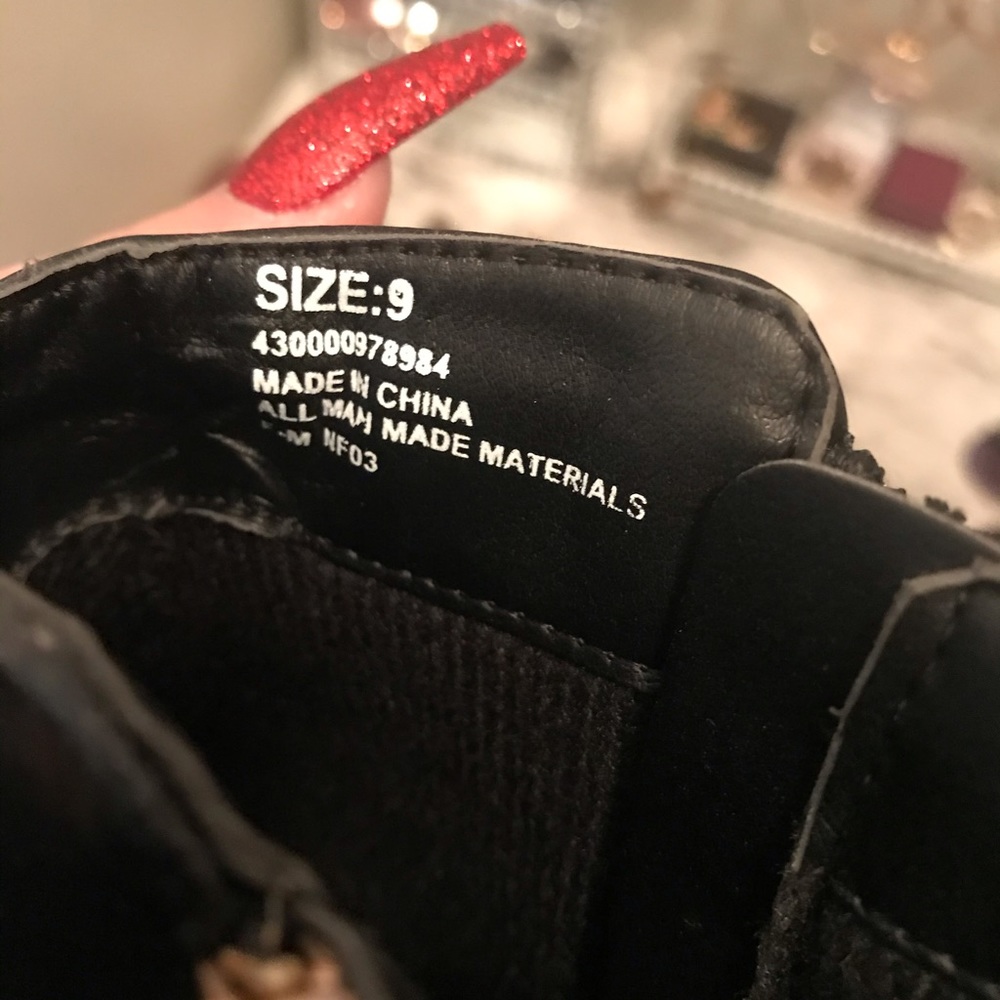 SIZE:9
430000978984
MADE IN CHINA
ALL MAN MADE MATERIALS
NF03